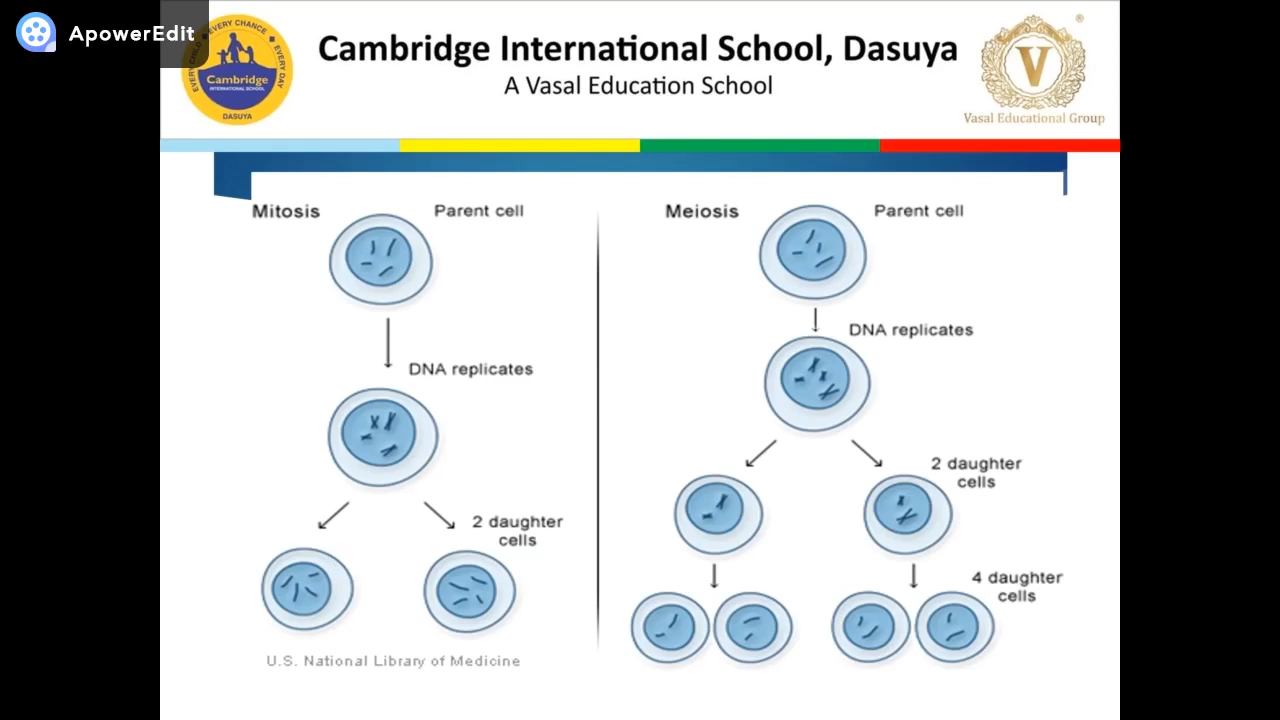 ApowerEdit
EVERY CHILD ★ EVERY CHANCE ★ EVERY DAY
Cambridge
INTERNATIONAL SCHOOL
DASUYA
Cambridge International School, Dasuya
A Vasal Education School
®
V
Vasal Educational Group
Mitosis
Parent cell
DNA replicates
2 daughter
cells
U.S. National Library of Medicine
Meiosis
Parent cell
DNA replicates
2 daughter
cells
4 daughter
cells